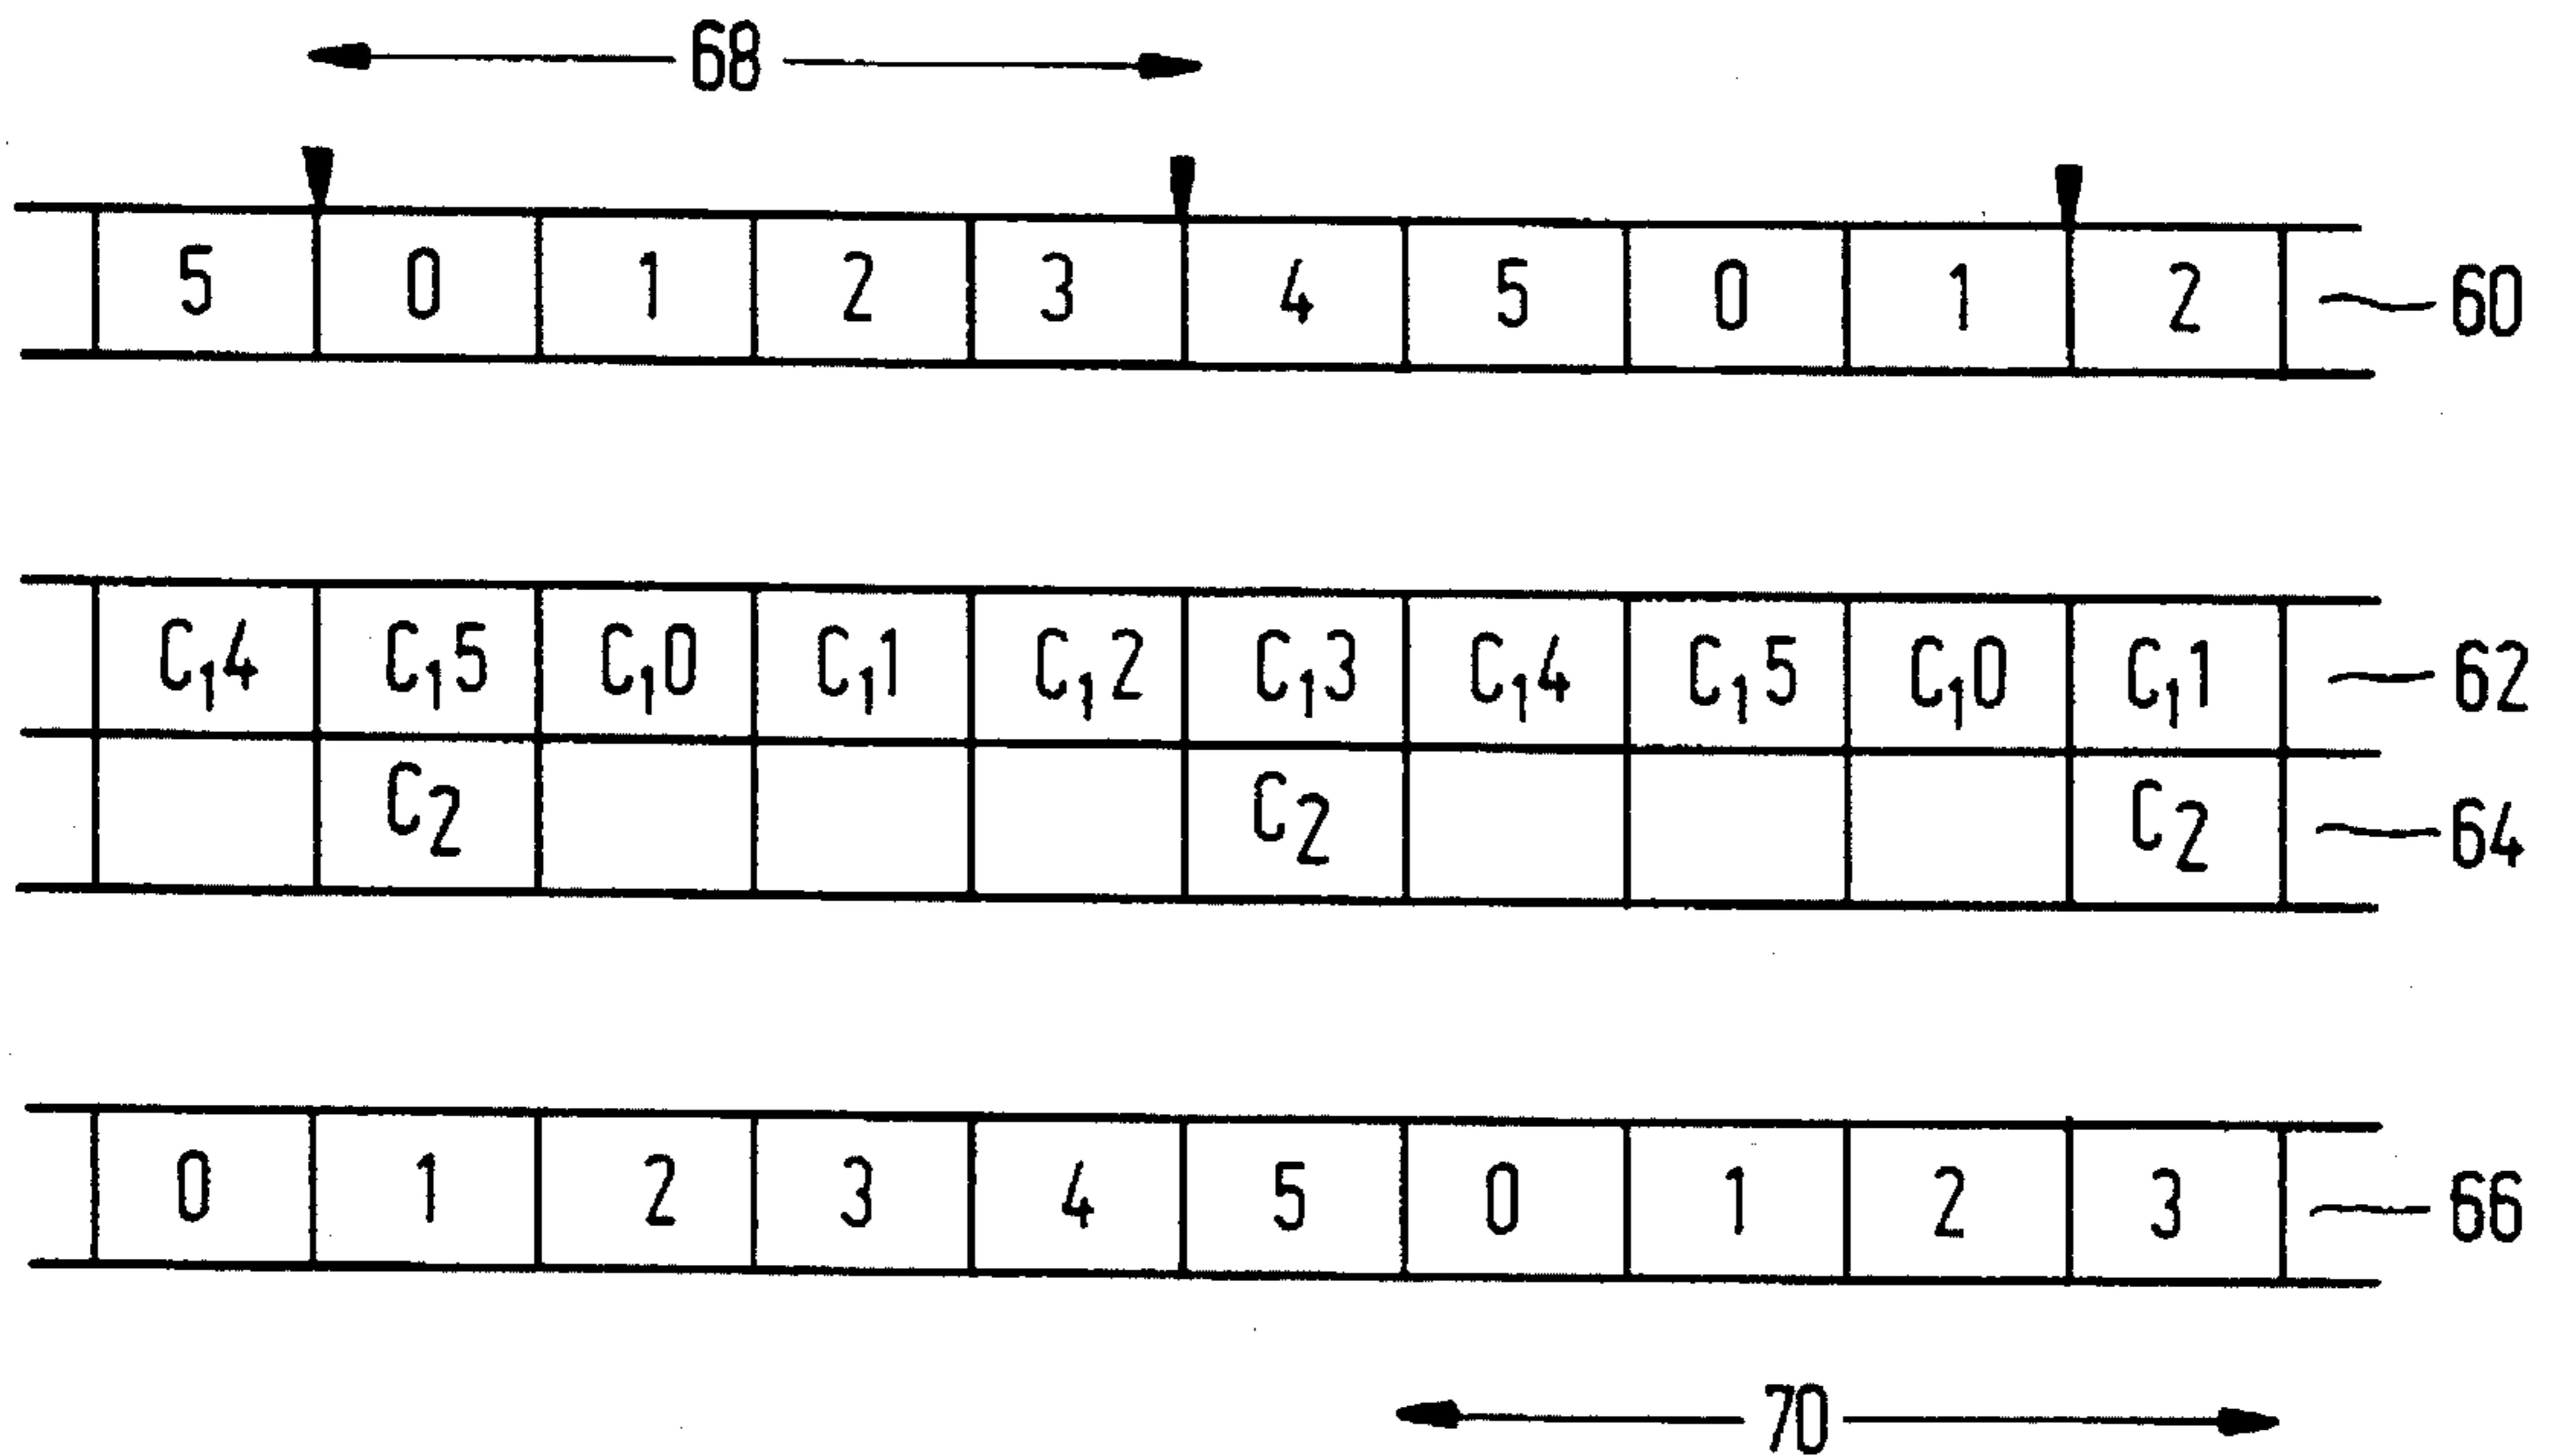 68
5 0 1 2 3 4 5 0 1 2 60
C₁4 C₁5 C₁0 C₁1 C₁2 C₁3 C₁4 C₁5 C₁0 C₁1 62
C₂ C₂ C₂ 64
0 1 2 3 4 5 0 1 2 3 66
70